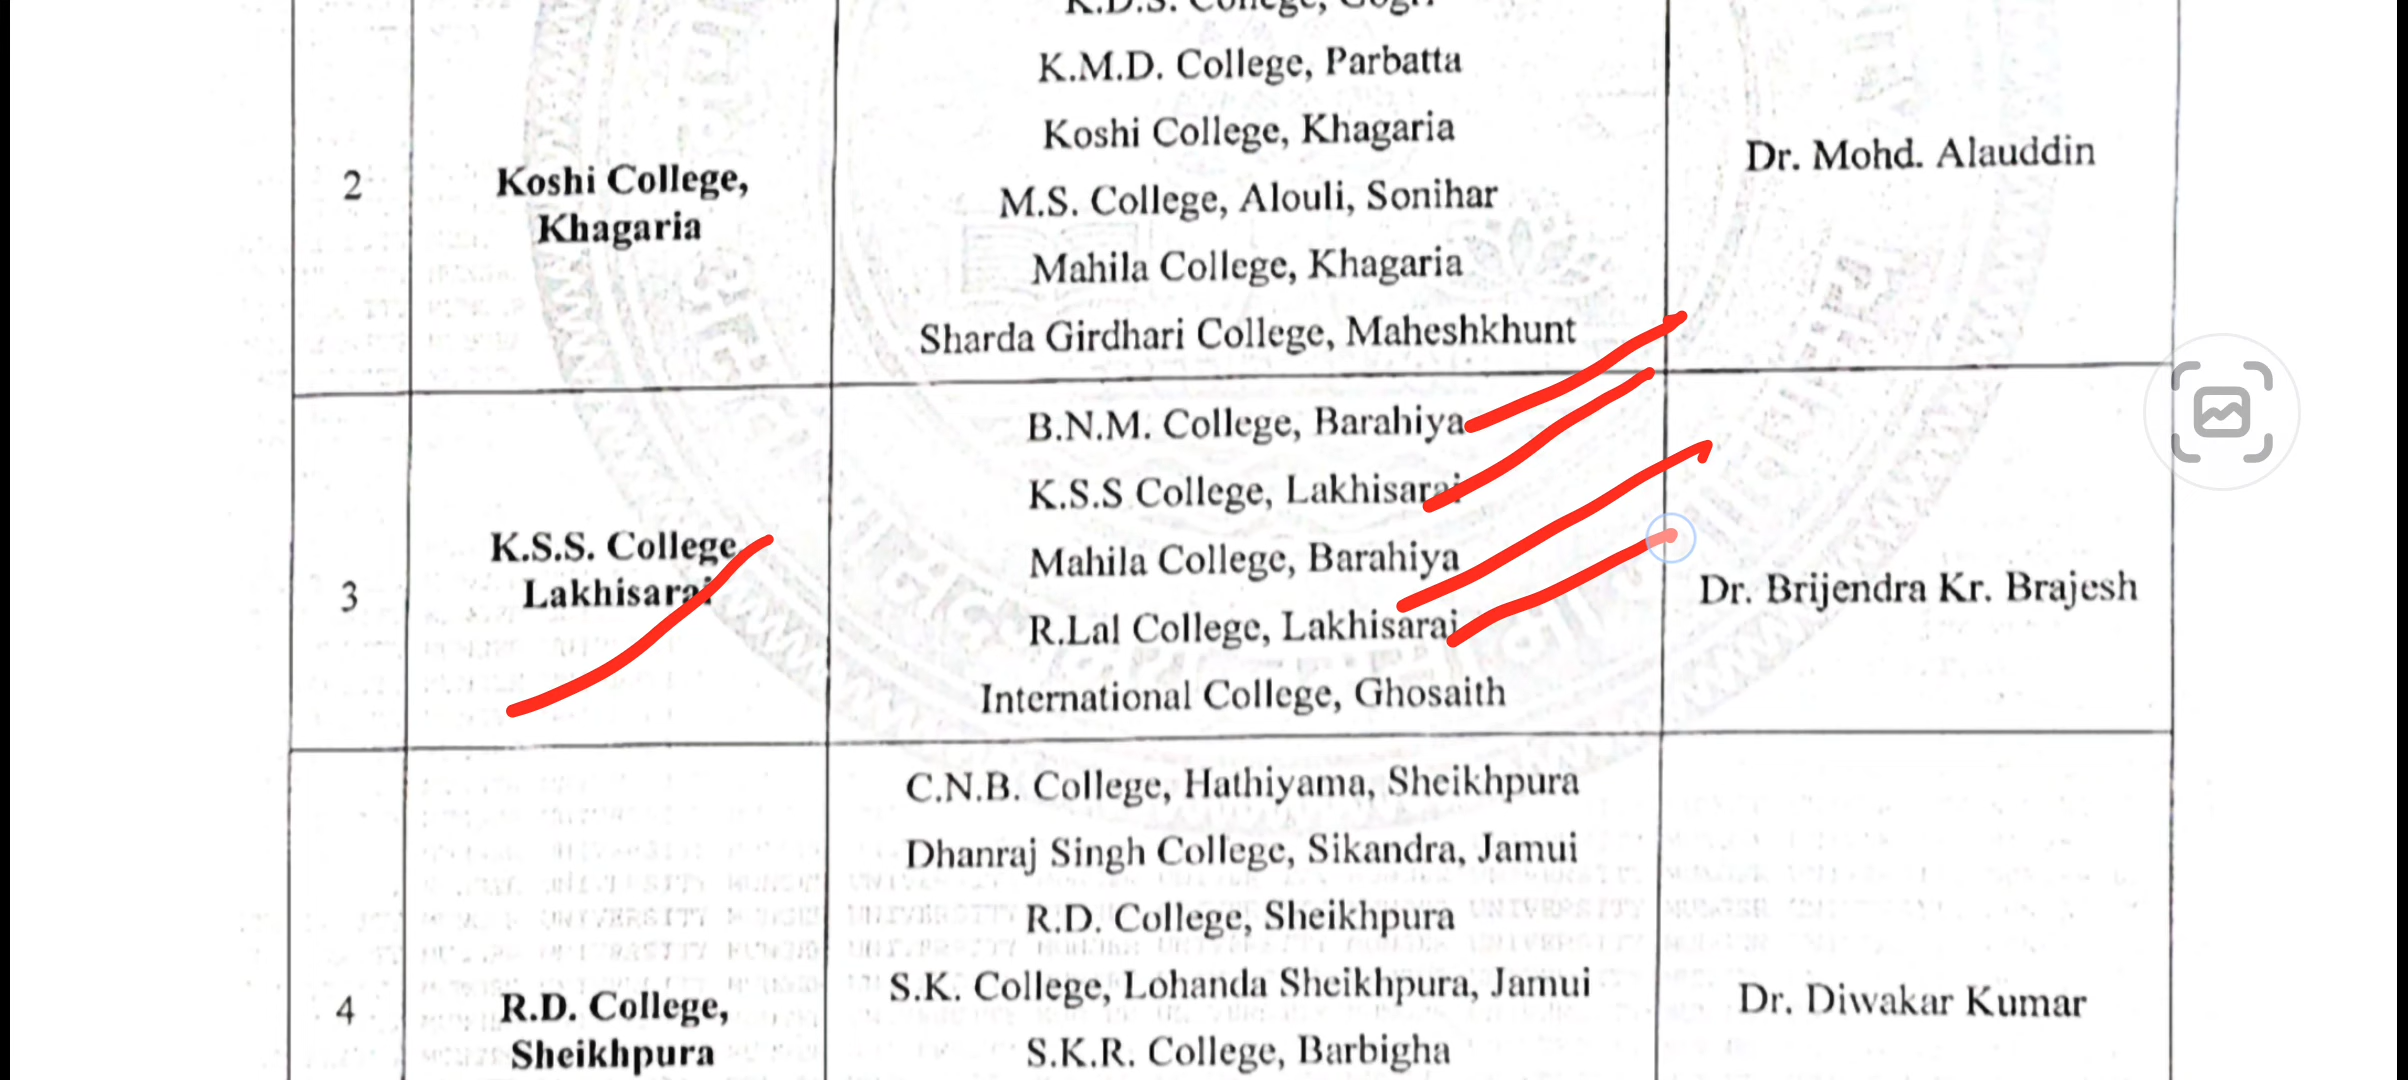 K.D.S. College, Gogri
K.M.D. College, Parbatta
Koshi College, Khagaria
2
Koshi College,
Khagaria
M.S. College, Alouli, Sonihar
Mahila College, Khagaria
Sharda Girdhari College, Maheshkhunt
Dr. Mohd. Alauddin
3
K.S.S. College
Lakhisarai
B.N.M. College, Barahiya
K.S.S College, Lakhisarai
Mahila College, Barahiya
R.Lal College, Lakhisarai
International College, Ghosaith
Dr. Brijendra Kr. Brajesh
4
R.D. College,
Sheikhpura
C.N.B. College, Hathiyama, Sheikhpura
Dhanraj Singh College, Sikandra, Jamui
R.D. College, Sheikhpura
S.K. College, Lohanda Sheikhpura, Jamui
S.K.R. College, Barbigha
Dr. Diwakar Kumar